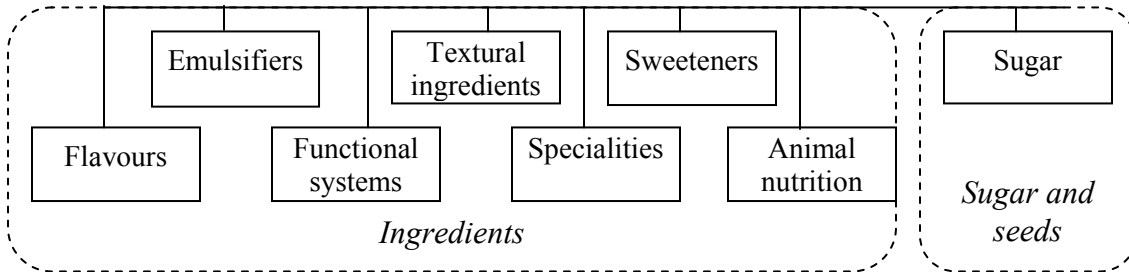 Emulsifiers
Textural
ingredients
Sweeteners
Sugar
Flavours
Functional
systems
Specialities
Animal
nutrition
Ingredients
Sugar and
seeds